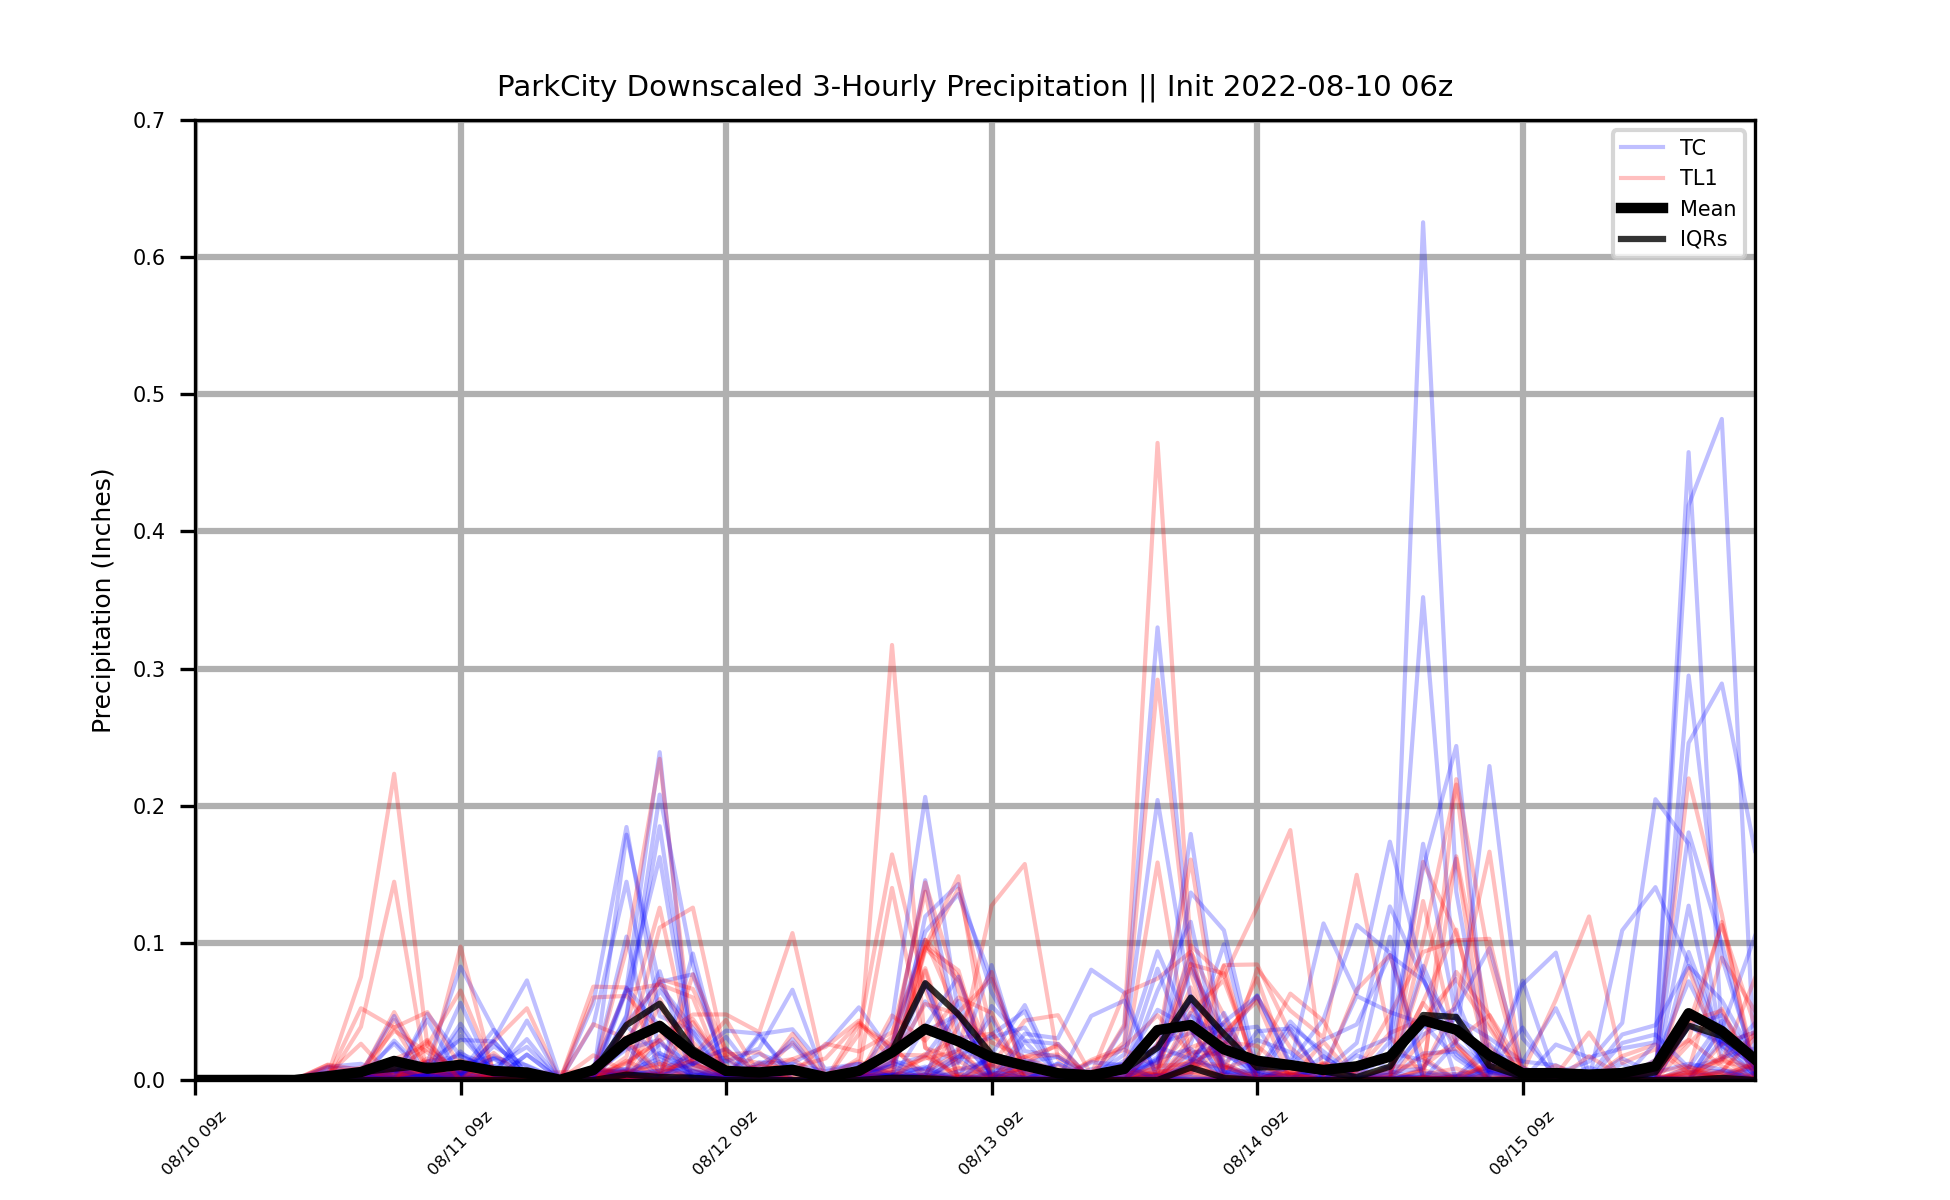 ParkCity Downscaled 3-Hourly Precipitation || Init 2022-08-10 06z
TC
TL1
Mean
IQRs
Precipitation (Inches)
0.7
0.6
0.5
0.4
0.3
0.2
0.1
0.0
08/10 09z
08/11 09z
08/12 09z
08/13 09z
08/14 09z
08/15 09z